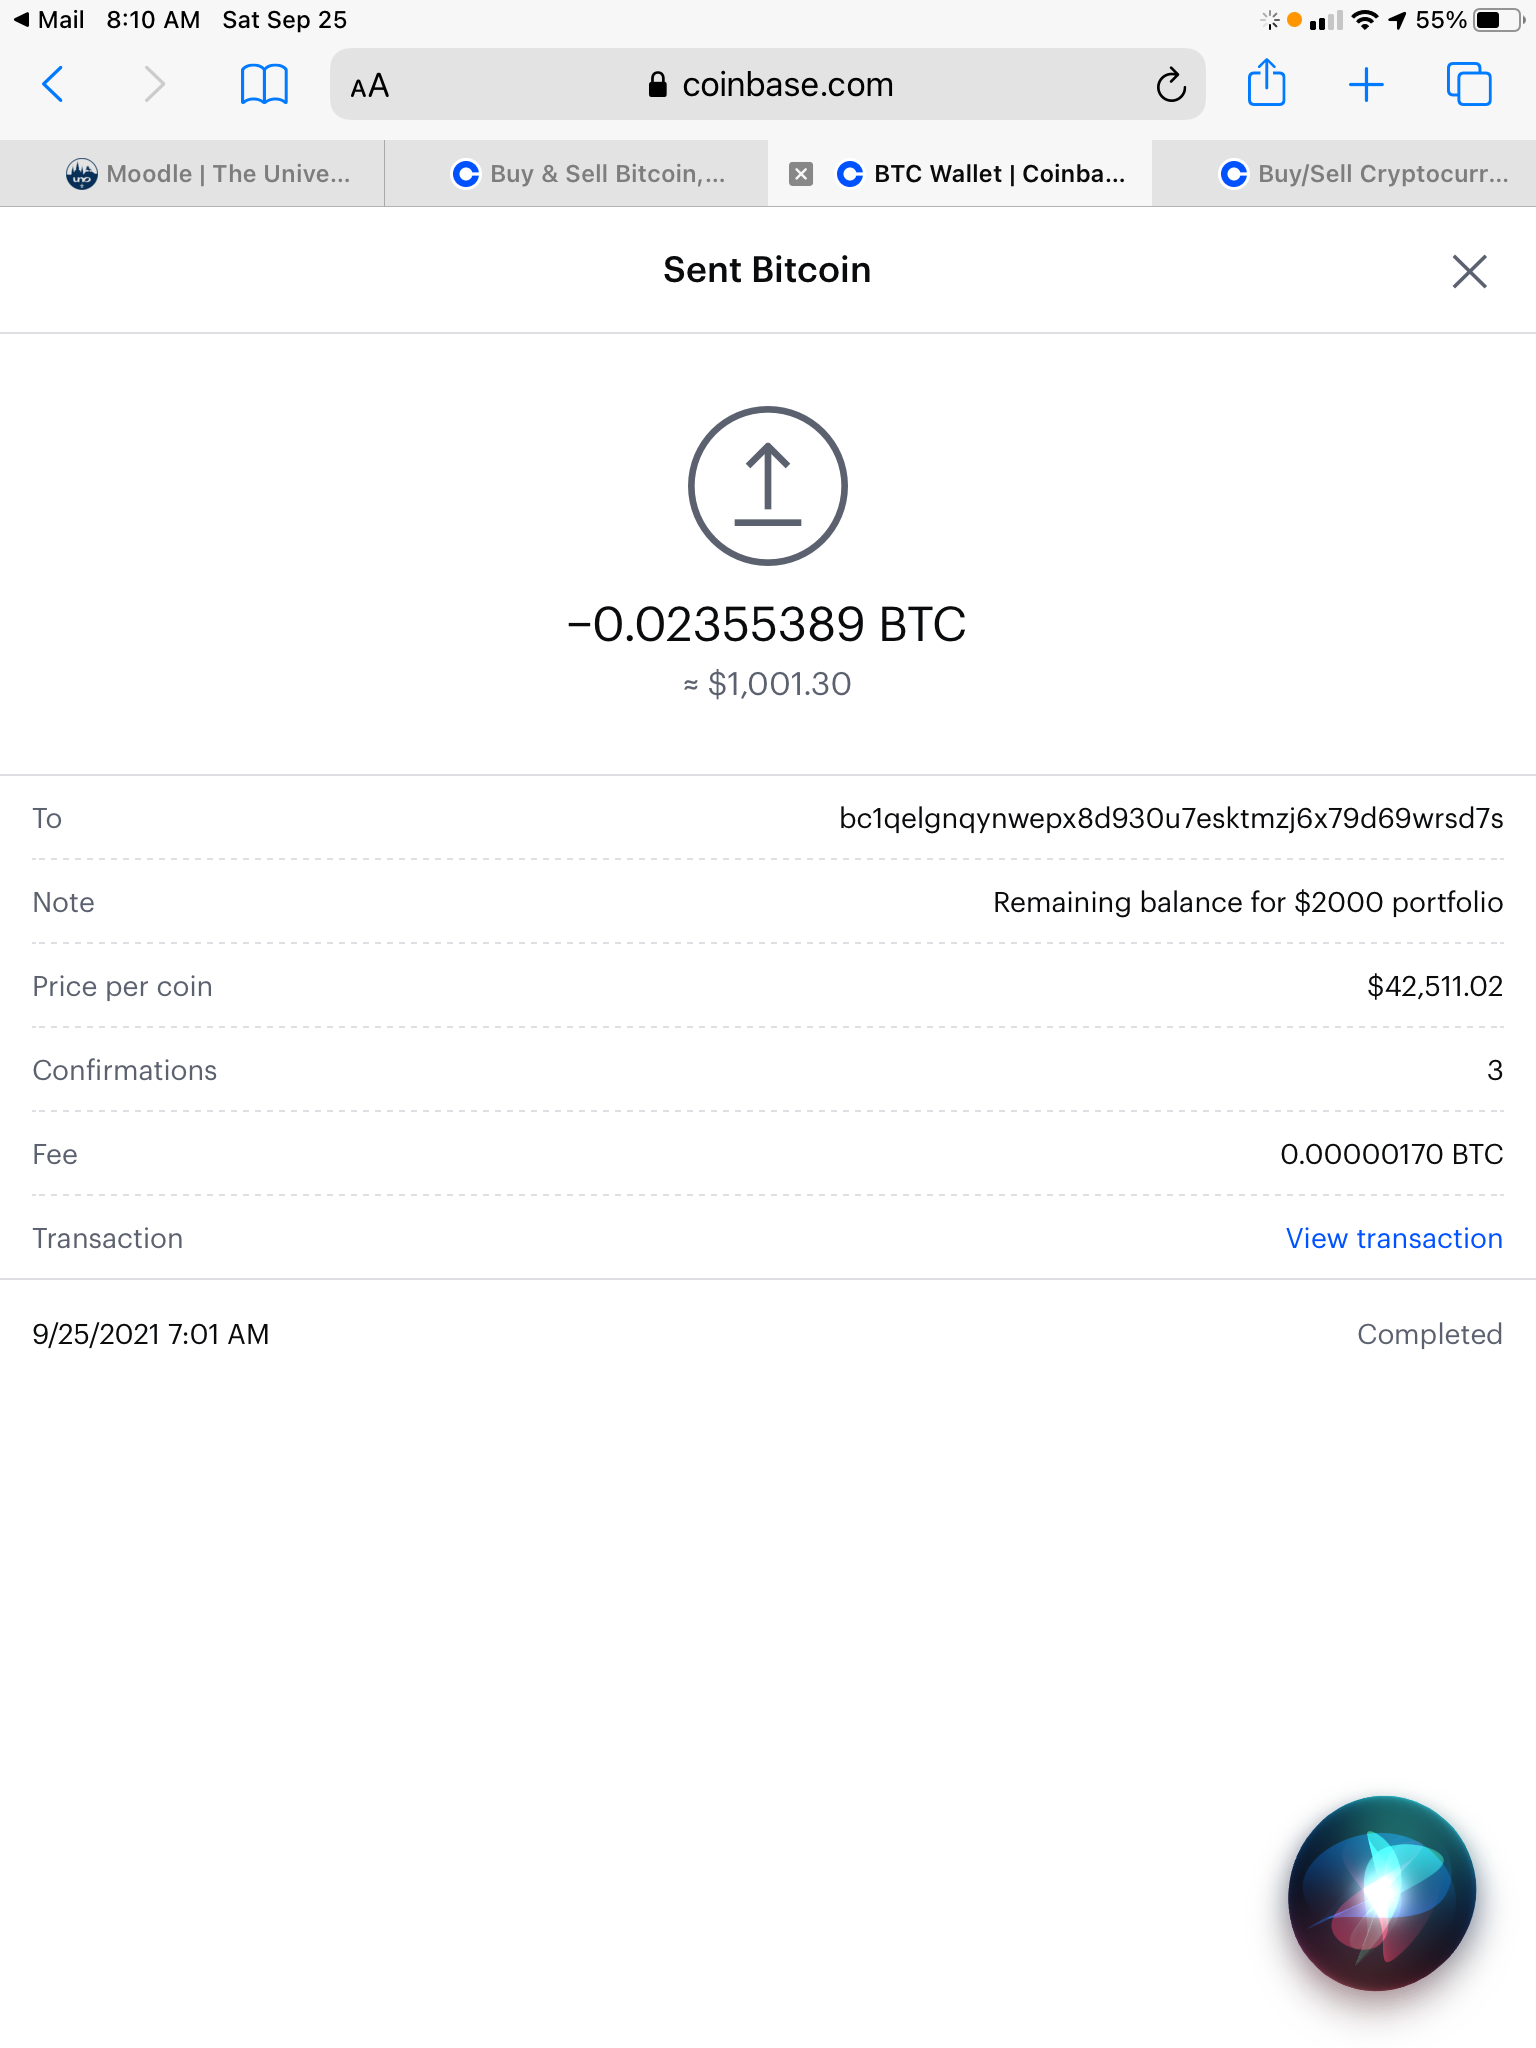 Mail 8:10 AM Sat Sep 25 55%
AA coinbase.com
Moodle | The Unive... Buy & Sell Bitcoin,... BTC Wallet | Coinba... Buy/Sell Cryptocurr...
Sent Bitcoin
−0.02355389 BTC
≈ $1,001.30
To bc1qelgnqynwepx8d930u7esktmzj6x79d69wrsd7s
Note Remaining balance for $2000 portfolio
Price per coin $42,511.02
Confirmations 3
Fee 0.00000170 BTC
Transaction View transaction
9/25/2021 7:01 AM Completed